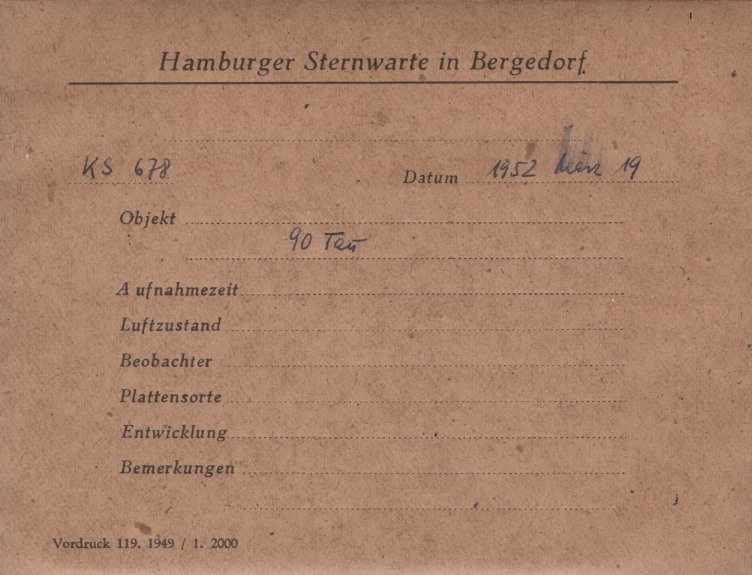 Hamburger Sternwarte in Bergedorf
KS 678 Datum 1952 März 19
Objekt
90 Tau
Aufnahmezeit
Luftzustand
Beobachter
Plattensorte
Entwicklung
Bemerkungen
Vordruck 119. 1949 / 1. 2000